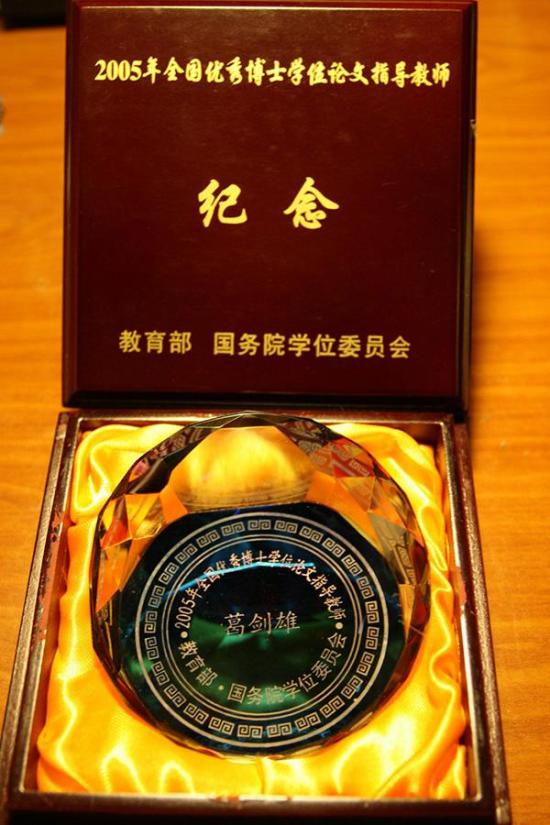 2005年全国优秀博士学位论文指导教师
纪念
教育部 国务院学位委员会
2005年全国优秀博士学位论文指导教师
葛剑雄
教育部·国务院学位委员会